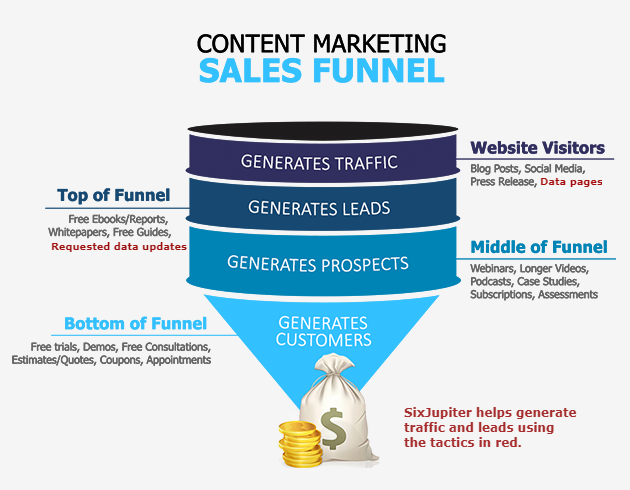 CONTENT MARKETING
SALES FUNNEL
GENERATES TRAFFIC
Website Visitors
Blog Posts, Social Media,
Press Release, Data pages
Top of Funnel
Free Ebooks/Reports,
Whitepapers, Free Guides,
Requested data updates
GENERATES LEADS
GENERATES PROSPECTS
Middle of Funnel
Webinars, Longer Videos,
Podcasts, Case Studies,
Subscriptions, Assessments
Bottom of Funnel
Free trials, Demos, Free Consultations,
Estimates/Quotes, Coupons, Appointments
GENERATES
CUSTOMERS
$
SixJupiter helps generate
traffic and leads using
the tactics in red.